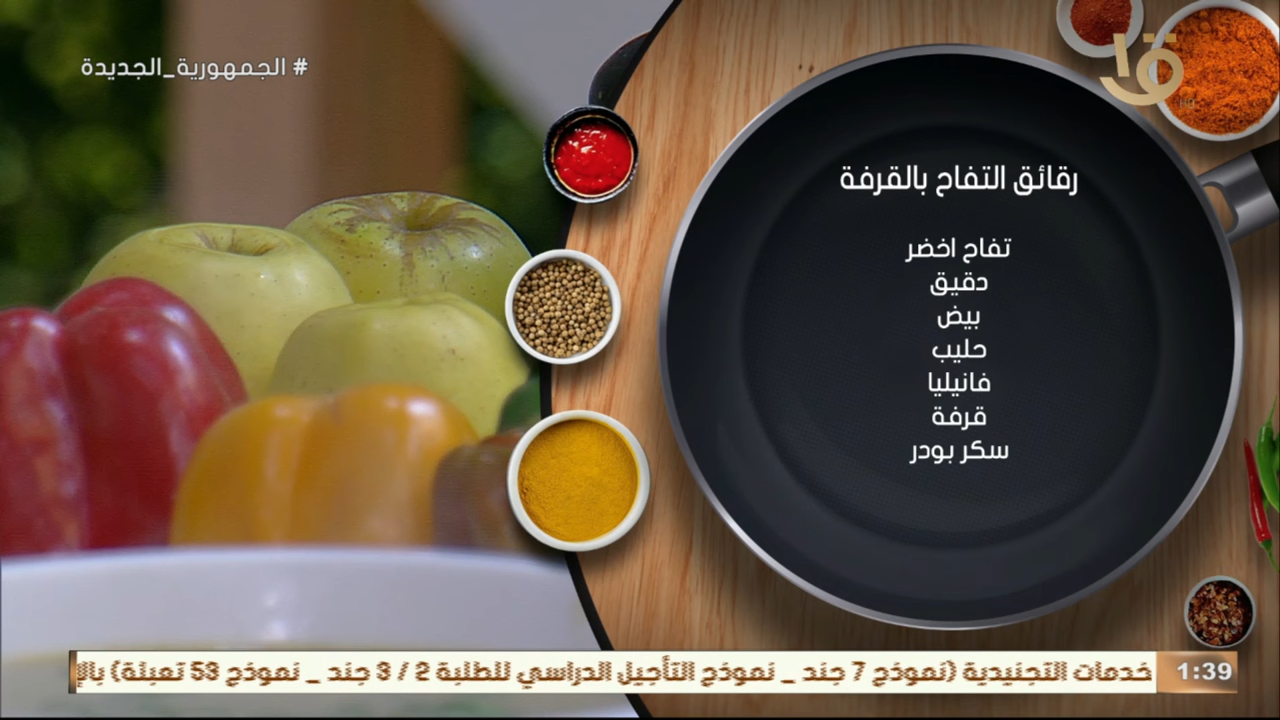 # الجمهورية_الجديدة
رقائق التفاح بالقرفة
تفاح اخضر
دقيق
بيض
حليب
فانيليا
قرفة
سكر بودر
خدمات التجنيدية (نموذج 7 جند _ نموذج التأجيل الدراسي للطلبة 2 / 3 جند _ نموذج 53 تعبئة)
1:39